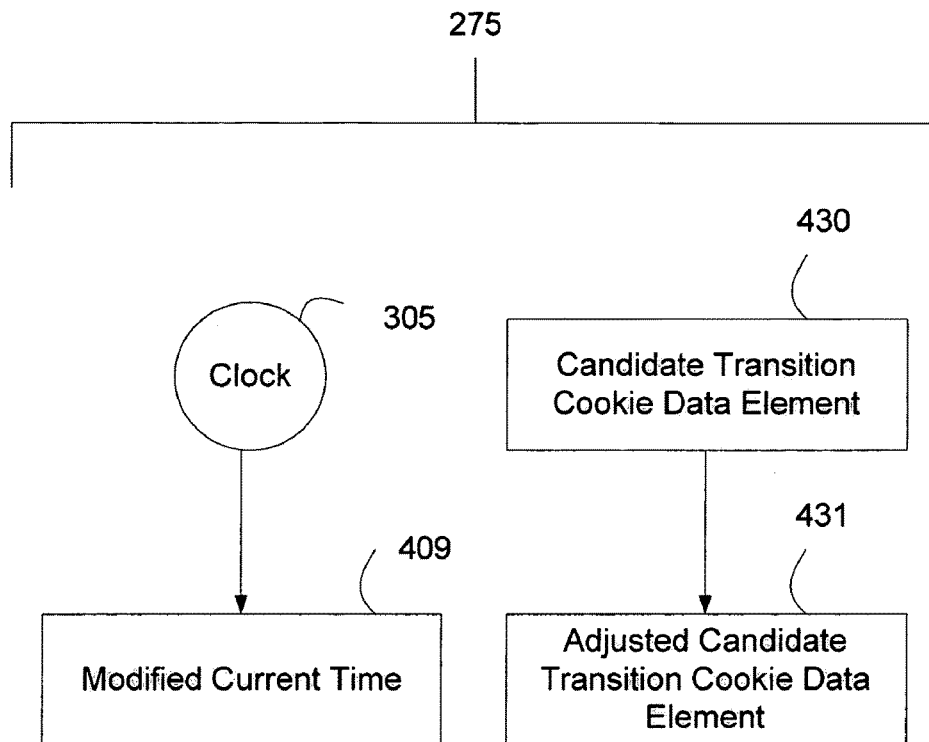 275
430
305
Clock
Candidate Transition
Cookie Data Element
431
409
Modified Current Time
Adjusted Candidate
Transition Cookie Data
Element